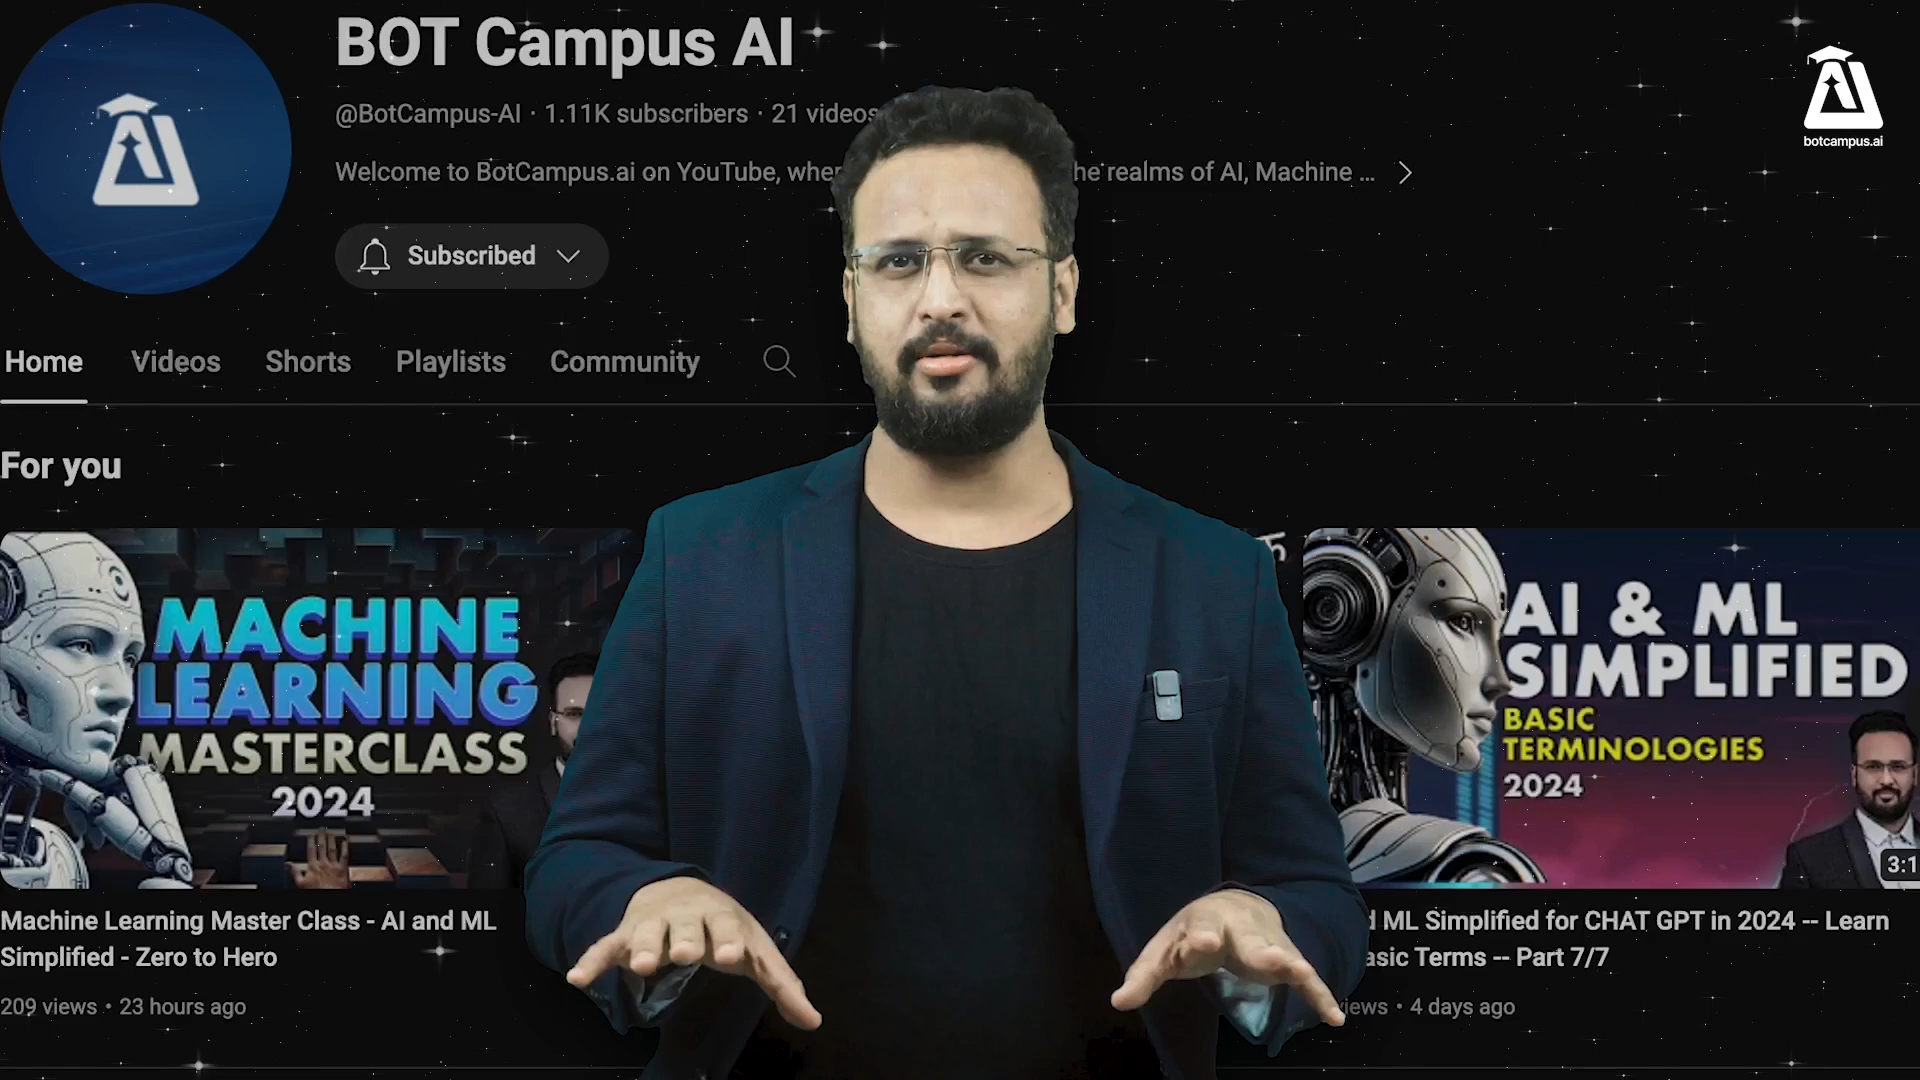 BOT Campus AI
@BotCampus-AI · 1.11K subscribers · 21 videos
Welcome to BotCampus.ai on YouTube, he realms of AI, Machine ...
botcampus.ai
Subscribed
Home Videos Shorts Playlists Community
For you
MACHINE
LEARNING
MASTERCLASS
2024
Machine Learning Master Class - AI and ML
Simplified - Zero to Hero
209 views • 23 hours ago
AI & ML
SIMPLIFIED
BASIC
TERMINOLOGIES
2024
3:1
ML Simplified for CHAT GPT in 2024 -- Learn
asic Terms -- Part 7/7
iews • 4 days ago